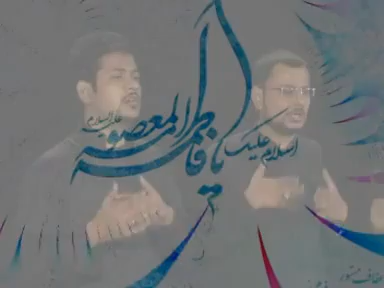 السلام علیک
یا فاطمة المعصومة
علیها السلام